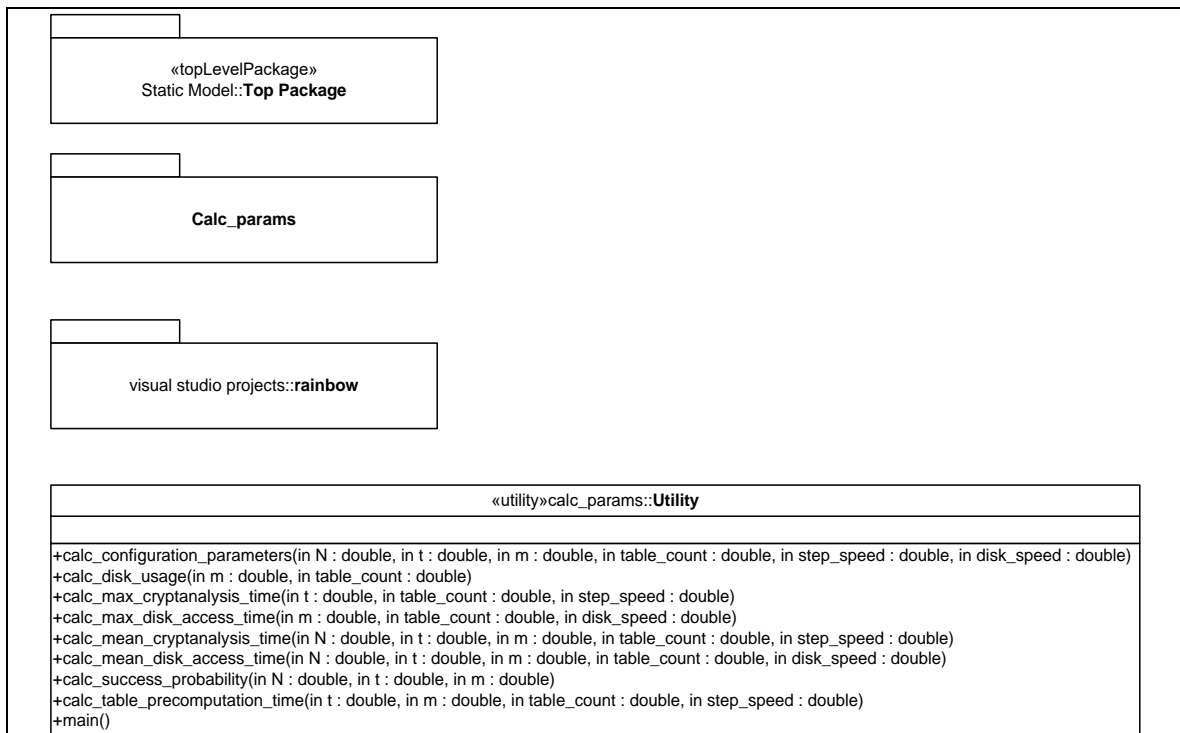 «topLevelPackage»
Static Model::Top Package
Calc_params
visual studio projects::rainbow
«utility»calc_params::Utility
+calc_configuration_parameters(in N : double, in t : double, in m : double, in table_count : double, in step_speed : double, in disk_speed : double)
+calc_disk_usage(in m : double, in table_count : double)
+calc_max_cryptanalysis_time(in t : double, in table_count : double, in step_speed : double)
+calc_max_disk_access_time(in m : double, in table_count : double, in disk_speed : double)
+calc_mean_cryptanalysis_time(in N : double, in t : double, in m : double, in table_count : double, in step_speed : double)
+calc_mean_disk_access_time(in N : double, in t : double, in m : double, in table_count : double, in disk_speed : double)
+calc_success_probability(in N : double, in t : double, in m : double)
+calc_table_precomputation_time(in t : double, in m : double, in table_count : double, in step_speed : double)
+main()